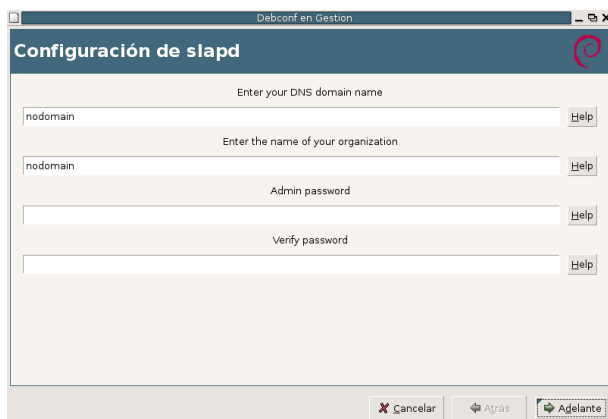 Debconf en Gestion
Configuración de slapd
Enter your DNS domain name
nodomain
Help
Enter the name of your organization
nodomain
Help
Admin password
Help
Verify password
Help
Cancelar
Atrás
Adelante